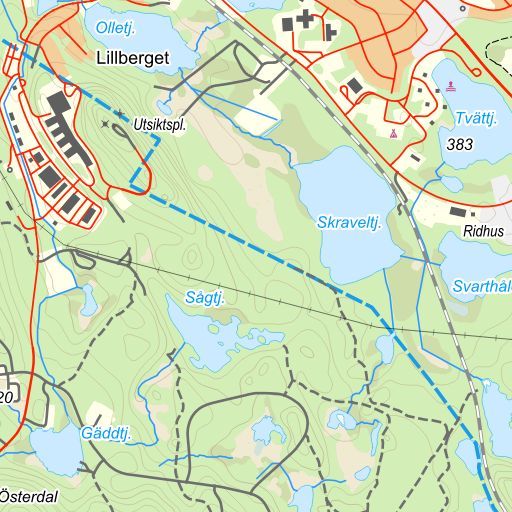 Olletj.
Lillberget
Utsiktspl.
Tvättj.
383
Skraveltj.
Ridhus
Svarthål
Sågtj.
20
Gäddtj.
Österdal